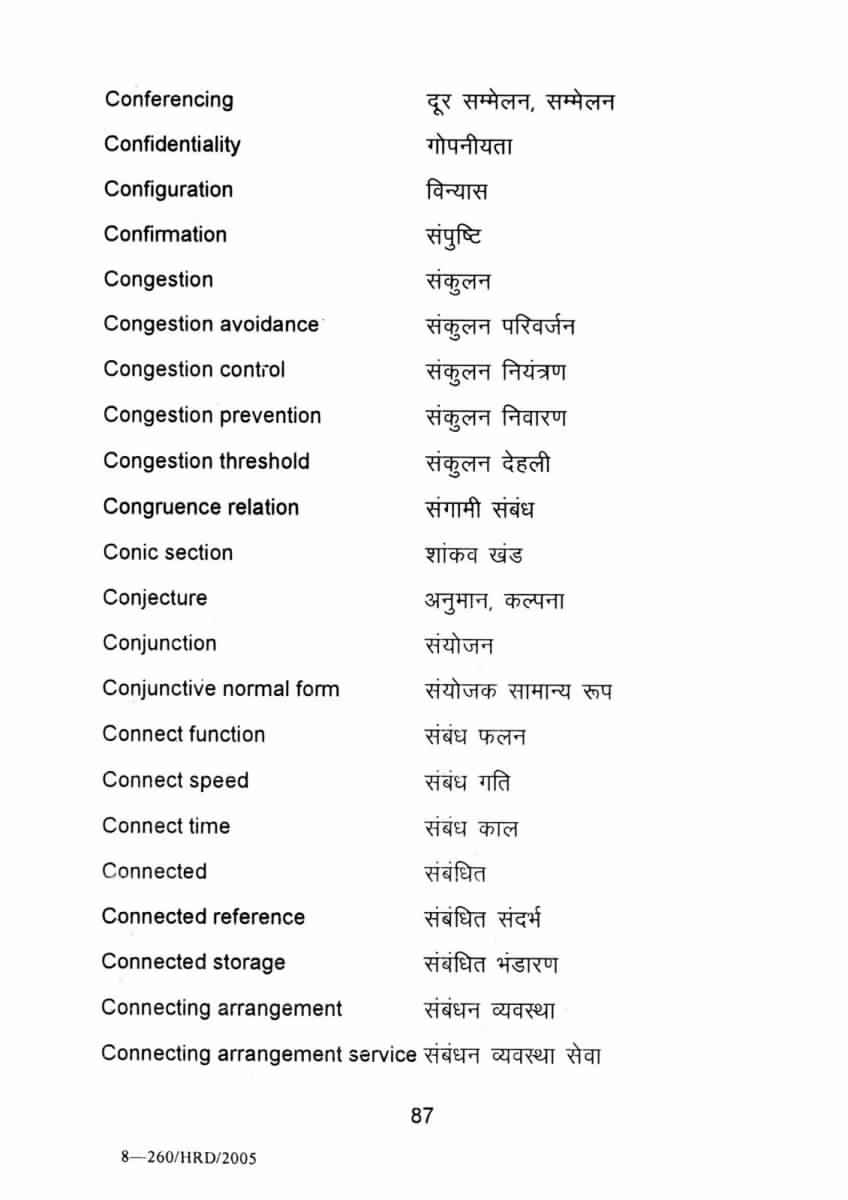 Conferencing दूर सम्मेलन, सम्मेलन
Confidentiality गोपनीयता
Configuration विन्यास
Confirmation संपुष्टि
Congestion संकुलन
Congestion avoidance संकुलन परिवर्जन
Congestion control संकुलन नियंत्रण
Congestion prevention संकुलन निवारण
Congestion threshold संकुलन देहली
Congruence relation संगामी संबंध
Conic section शांकव खंड
Conjecture अनुमान, कल्पना
Conjunction संयोजन
Conjunctive normal form संयोजक सामान्य रूप
Connect function संबंध फलन
Connect speed संबंध गति
Connect time संबंध काल
Connected संबंधित
Connected reference संबंधित संदर्भ
Connected storage संबंधित भंडारण
Connecting arrangement संबंधन व्यवस्था
Connecting arrangement service संबंधन व्यवस्था सेवा
87
8—260/HRD/2005